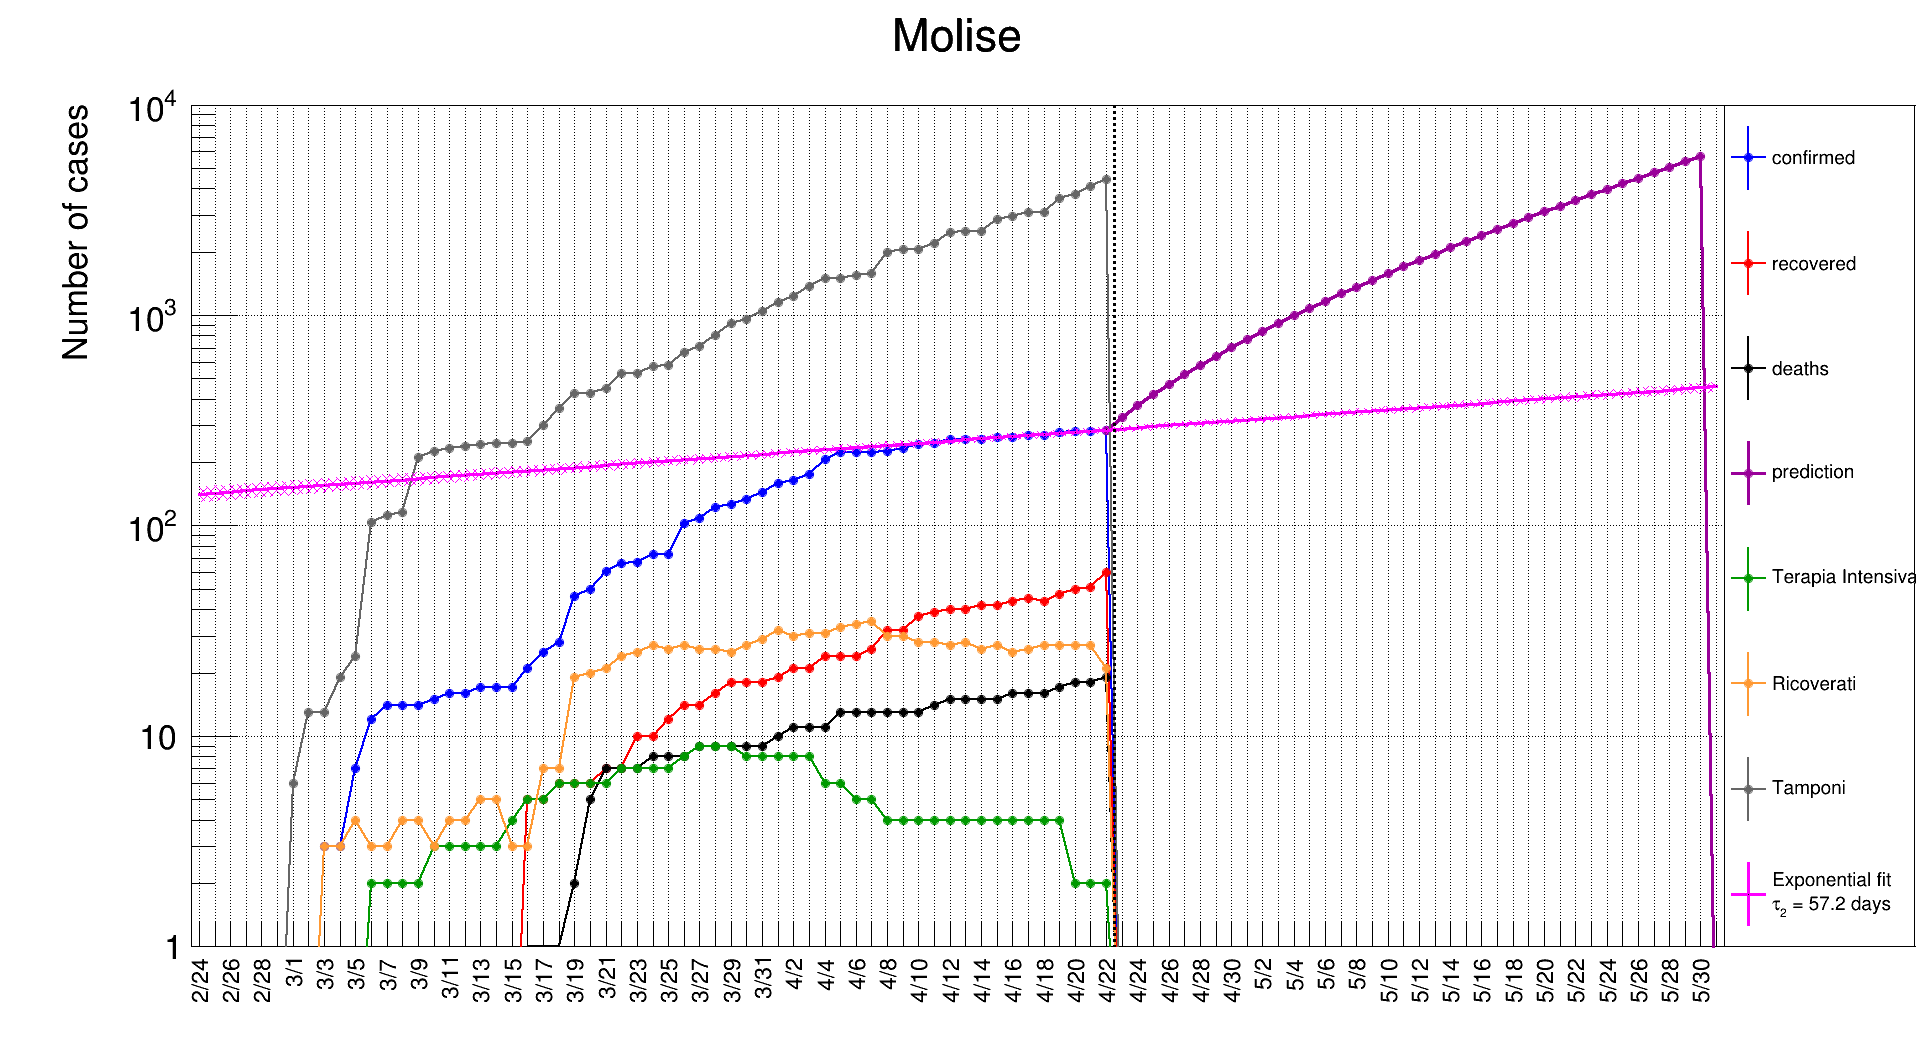 Molise
Number of cases
10^4
10^3
10^2
10
1
2/24 2/26 2/28 3/1 3/3 3/5 3/7 3/9 3/11 3/13 3/15 3/17 3/19 3/21 3/23 3/25 3/27 3/29 3/31 4/2 4/4 4/6 4/8 4/10 4/12 4/14 4/16 4/18 4/20 4/22 4/24 4/26 4/28 4/30 5/2 5/4 5/6 5/8 5/10 5/12 5/14 5/16 5/18 5/20 5/22 5/24 5/26 5/28 5/30
confirmed
recovered
deaths
prediction
Terapia Intensiva
Ricoverati
Tamponi
Exponential fit
τ₂ = 57.2 days